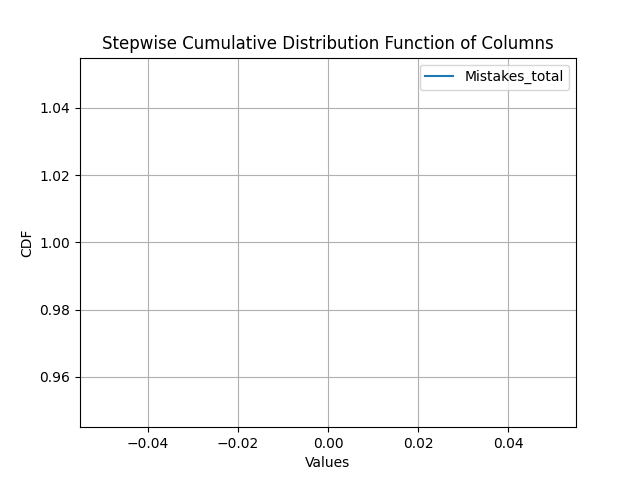 Stepwise Cumulative Distribution Function of Columns
Mistakes_total
1.04
1.02
1.00
0.98
0.96
CDF
−0.04
−0.02
0.00
0.02
0.04
Values